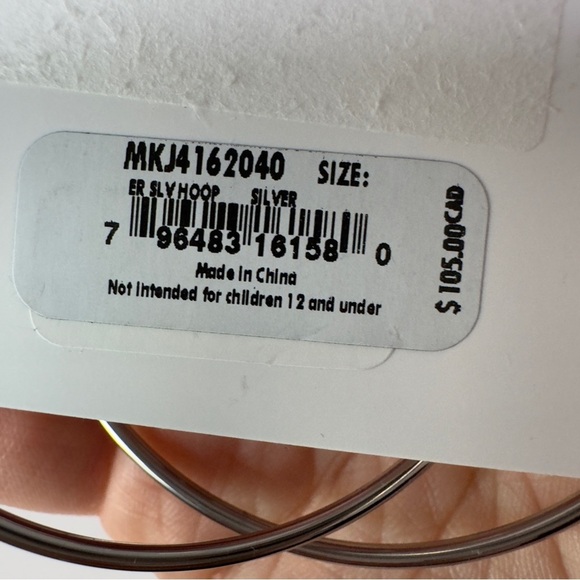 MKJ4162040 SIZE:
ER SLV HOOP SILVER
7 96483 16158 0
Made in China
Not intended for children 12 and under
$105.00CAD